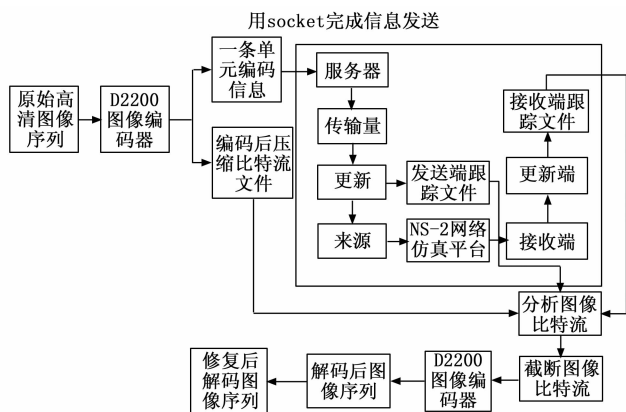 用socket完成信息发送
原始高
清图像
序列
D2200
图像编
码器
一条单
元编码
信息
编码后压
缩比特流
文件
服务器
传输量
更新
来源
发送端跟
踪文件
NS-2网络
仿真平台
接收端跟
踪文件
更新端
接收端
分析图像
比特流
截断图像
比特流
D2200
图像编
码器
解码后图
像序列
修复后
解码图像
序列